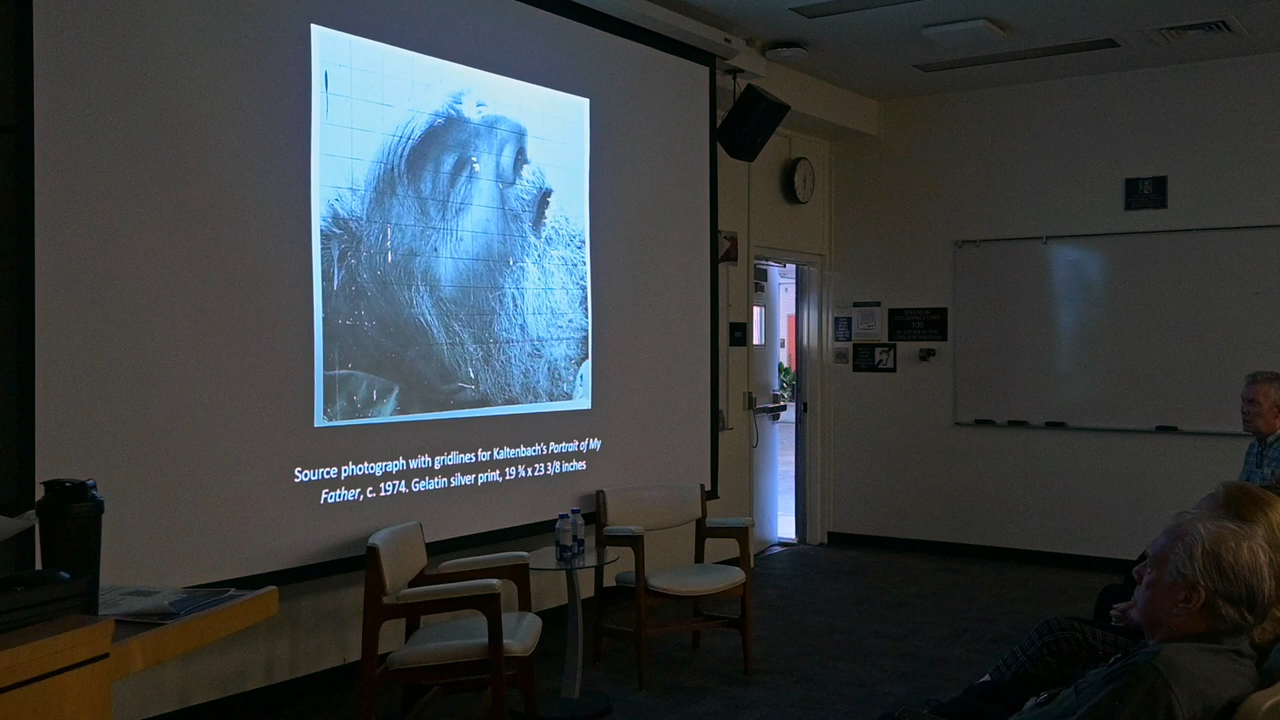 Source photograph with gridlines for Kaltenbach's Portrait of My
Father, c. 1974. Gelatin silver print, 19 ¾ x 23 3/8 inches